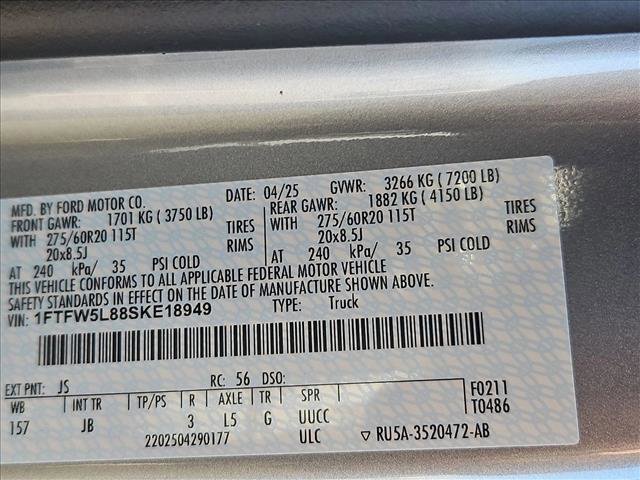 MFD. BY FORD MOTOR CO. DATE: 04/25 GVWR: 3266 KG ( 7200 LB)
FRONT GAWR: 1701 KG ( 3750 LB) REAR GAWR: 1882 KG ( 4150 LB)
WITH 275/60R20 115T TIRES WITH 275/60R20 115T TIRES
20x8.5J RIMS 20x8.5J RIMS
AT 240 kPa/ 35 PSI COLD AT 240 kPa/ 35 PSI COLD
THIS VEHICLE CONFORMS TO ALL APPLICABLE FEDERAL MOTOR VEHICLE
SAFETY STANDARDS IN EFFECT ON THE DATE OF MANUFACTURE SHOWN ABOVE.
VIN: 1FTFW5L88SKE18949 TYPE: Truck
EXT PNT: JS RC: 56 DSO: F0211
WB INT TR TP/PS R AXLE TR SPR T0486
157 JB 3 L5 G UUCC
2202504290177 ULC ▽ RU5A-3520472-AB